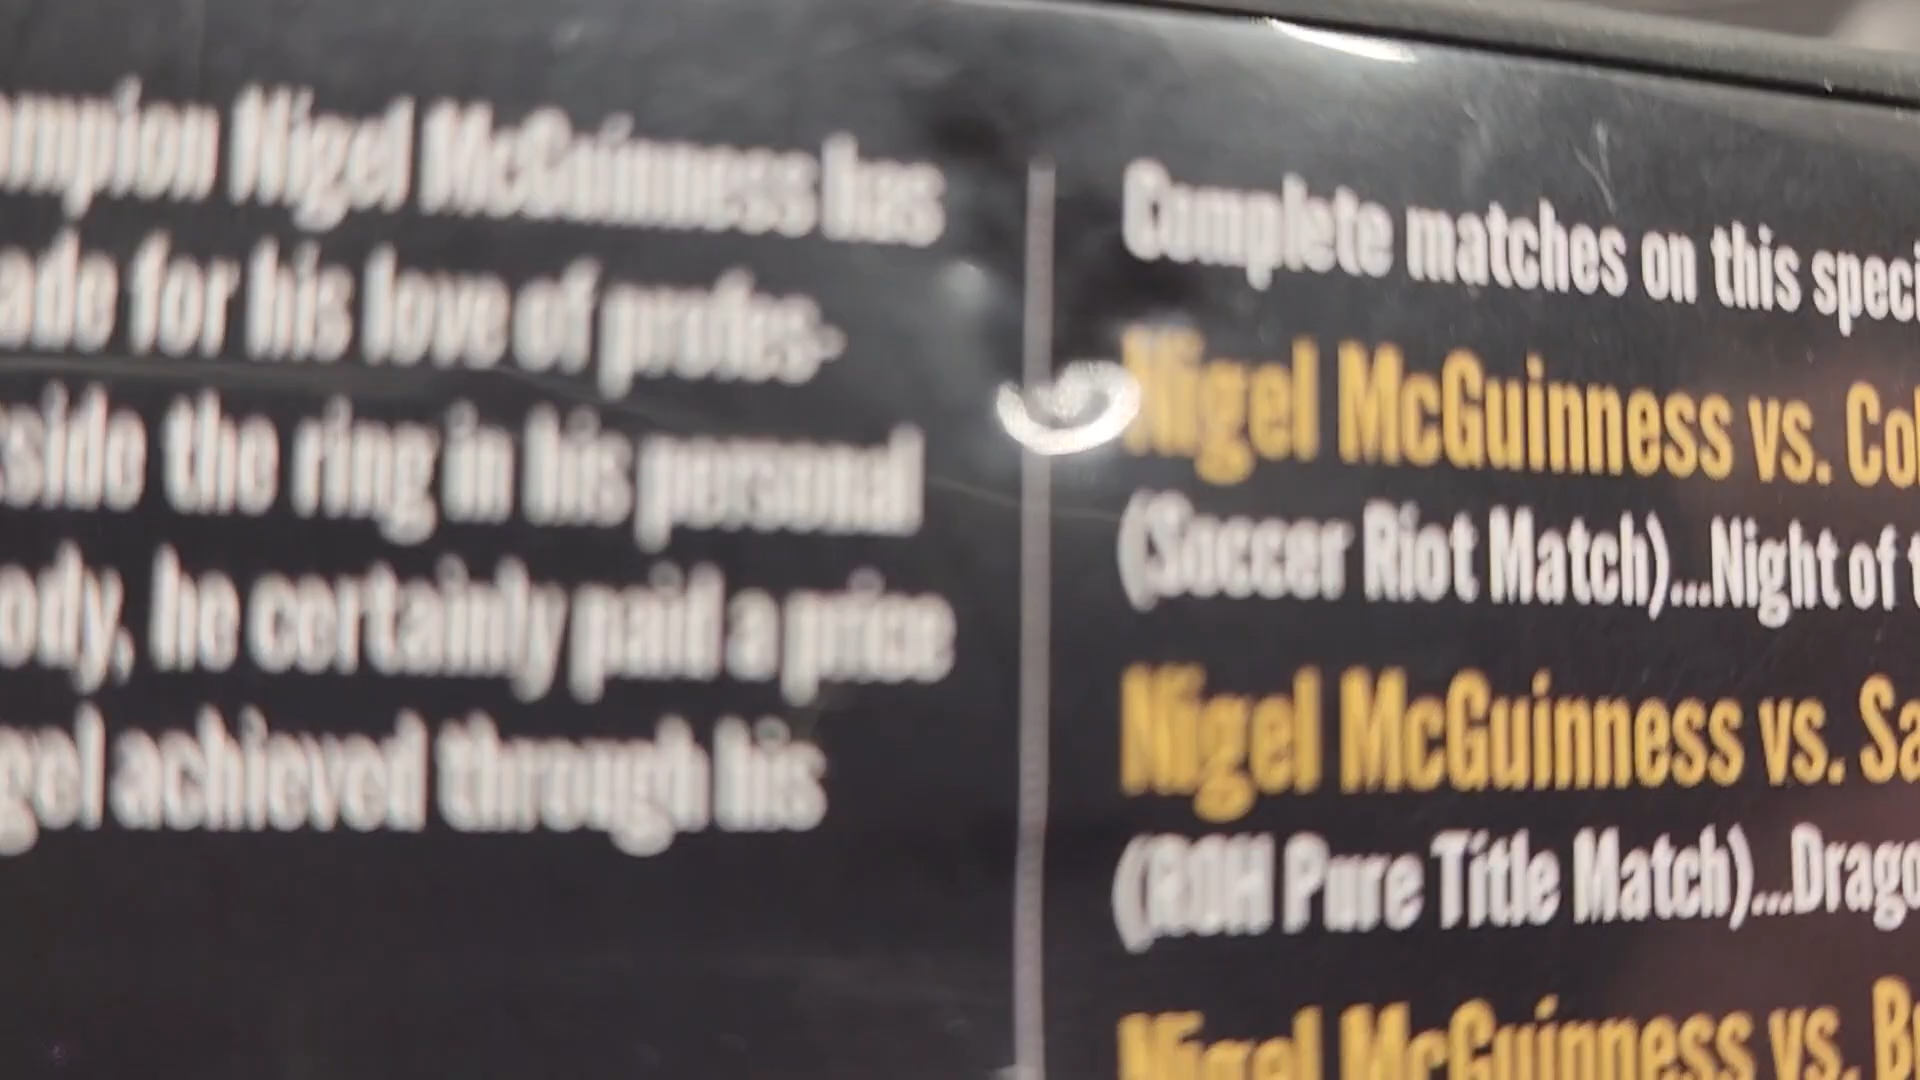 ompion Nigel McGuinness has
ade for his love of profes-
side the ring in his personal
ody, he certainly paid a price
gel achieved through his
Complete matches on this speci
Nigel McGuinness vs. Col
(Soccer Riot Match)...Night of t
Nigel McGuinness vs. Sa
(ROH Pure Title Match)...Drago
Nigel McGuinness vs. Br